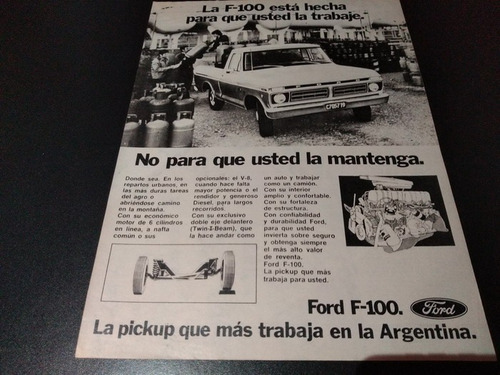 La F-100 está hecha
para que usted la trabaje.
C705779
No para que usted la mantenga.
Donde sea. En los
repartos urbanos, en
las más duras tareas
del agro o
abriéndose camino
en la montaña.
Con su económico
motor de 6 cilindros
en línea, a nafta
común o sus
opcionales: el V-8,
cuando hace falta
mayor potencia o el
rendidor y generoso
Diesel, para largos
recorridos.
Con su exclusivo
doble eje delantero
(Twin-I-Beam), que
la hace andar como
un auto y trabajar
como un camión.
Con su interior
amplio y confortable.
Con su fortaleza
de estructura.
Con confiabilidad
y durabilidad Ford,
para que usted
invierta sobre seguro
y obtenga siempre
el más alto valor
de reventa.
Ford F-100.
La pickup que más
trabaja para usted.
Ford F-100.
Ford
La pickup que más trabaja en la Argentina.